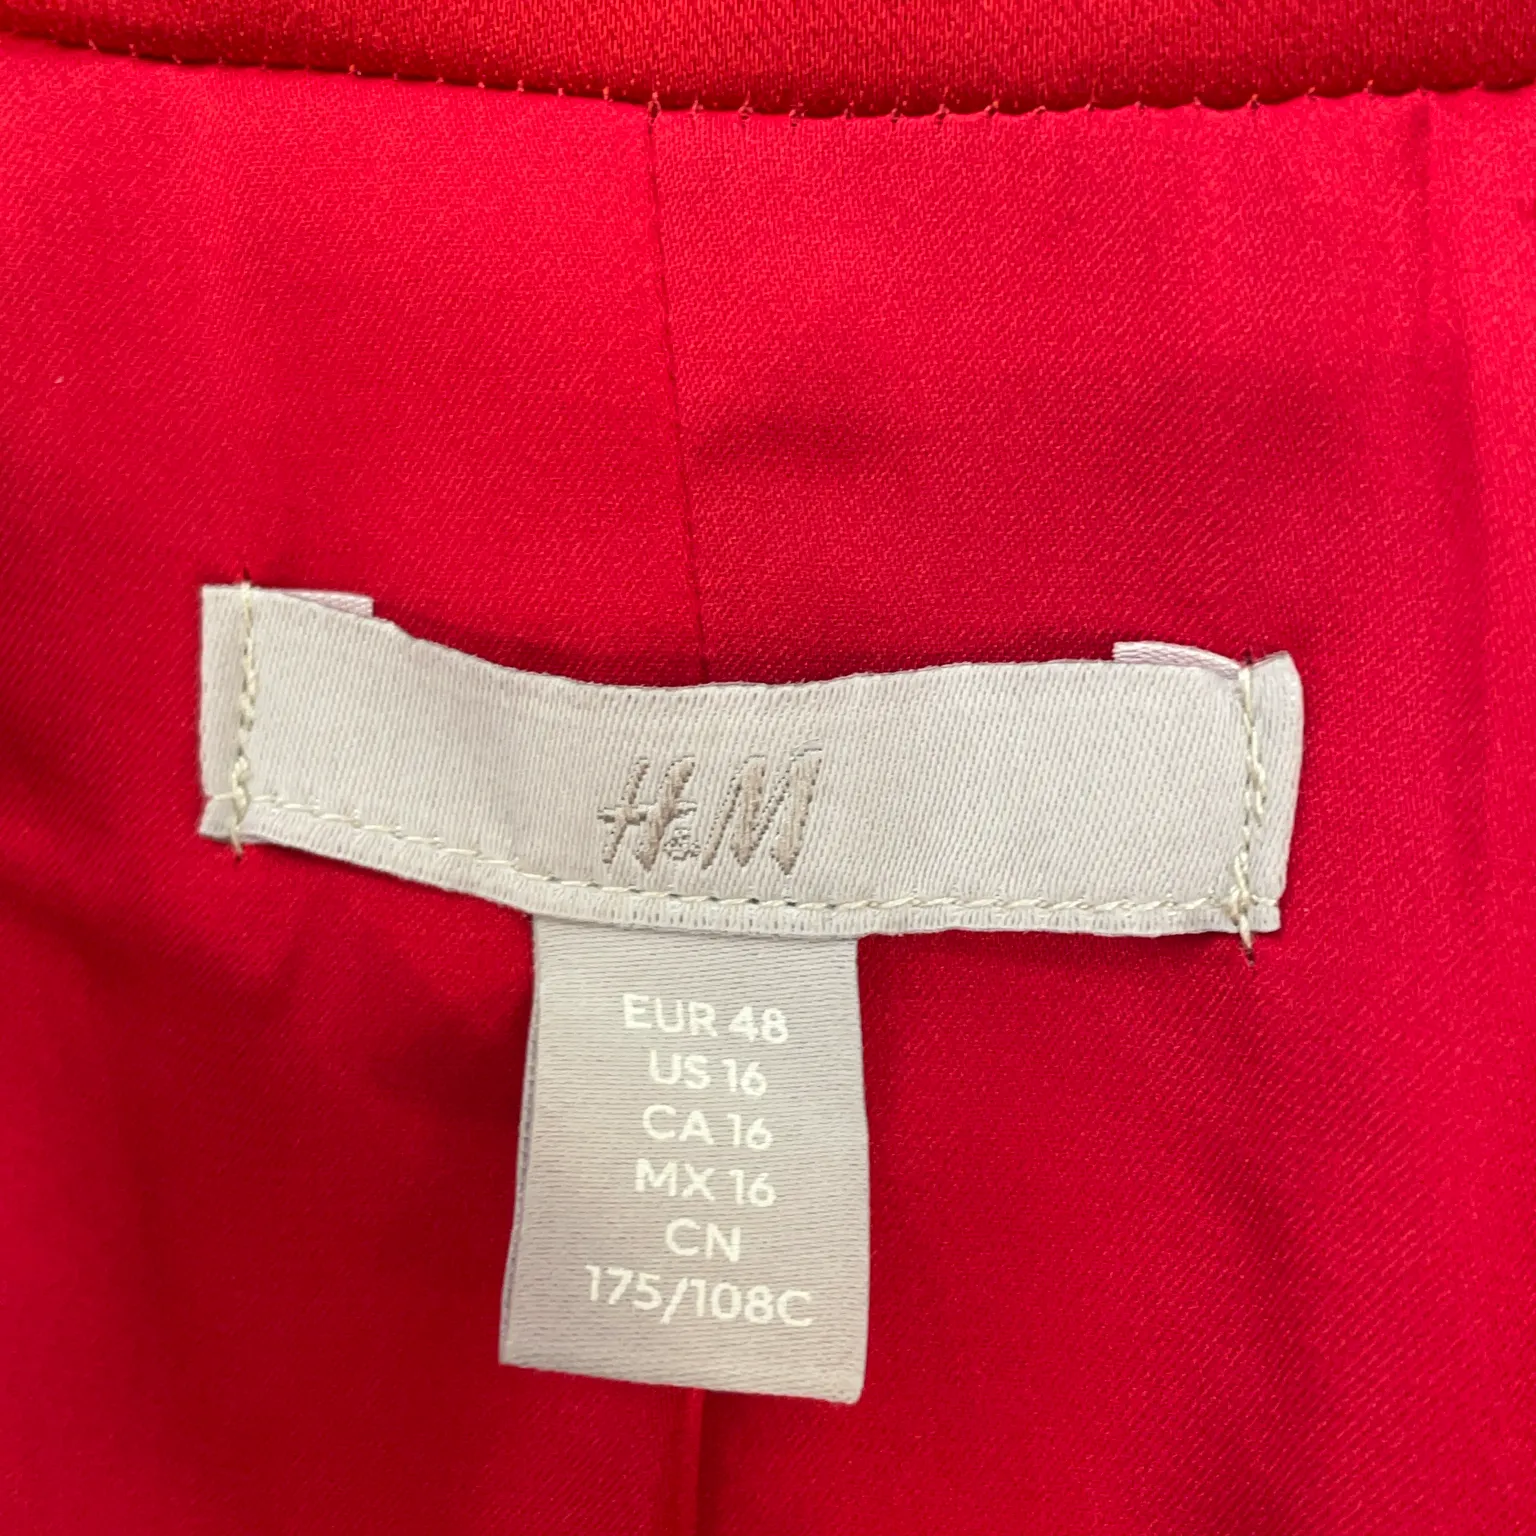 H&M
EUR 48
US 16
CA 16
MX 16
CN
175/108C